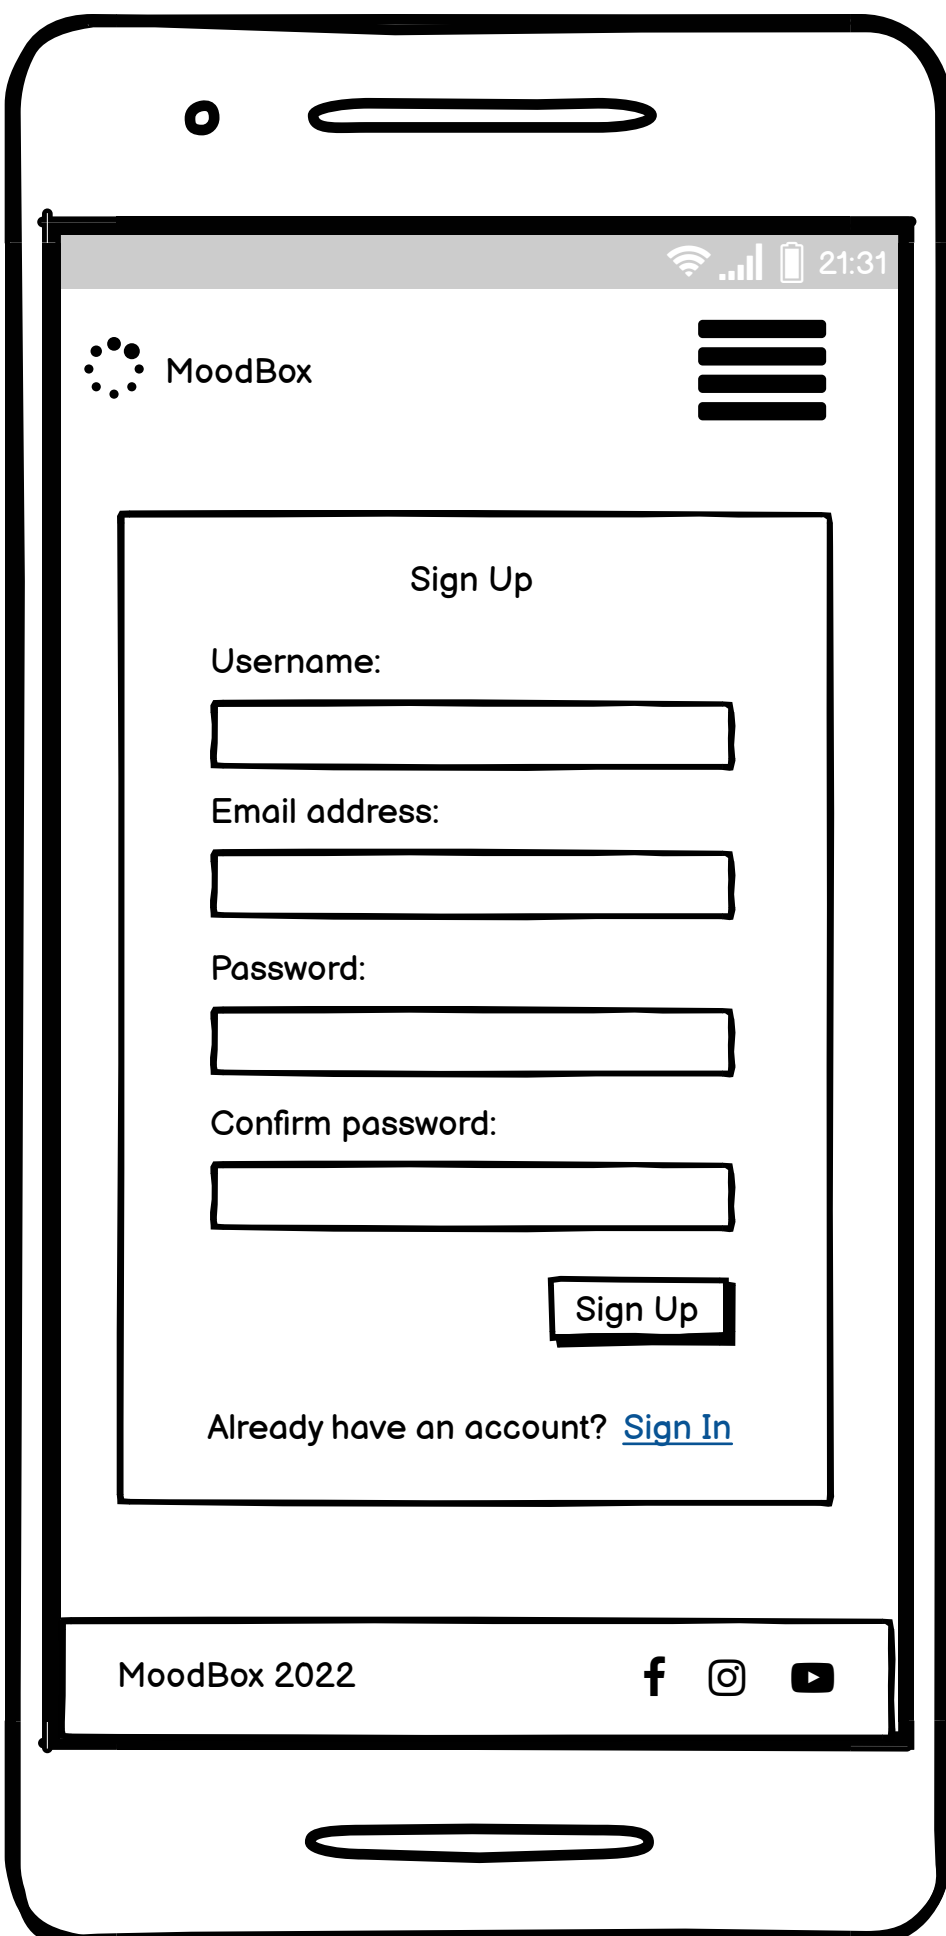 21:31
MoodBox
Sign Up
Username:
Email address:
Password:
Confirm password:
Sign Up
Already have an account? Sign In
MoodBox 2022